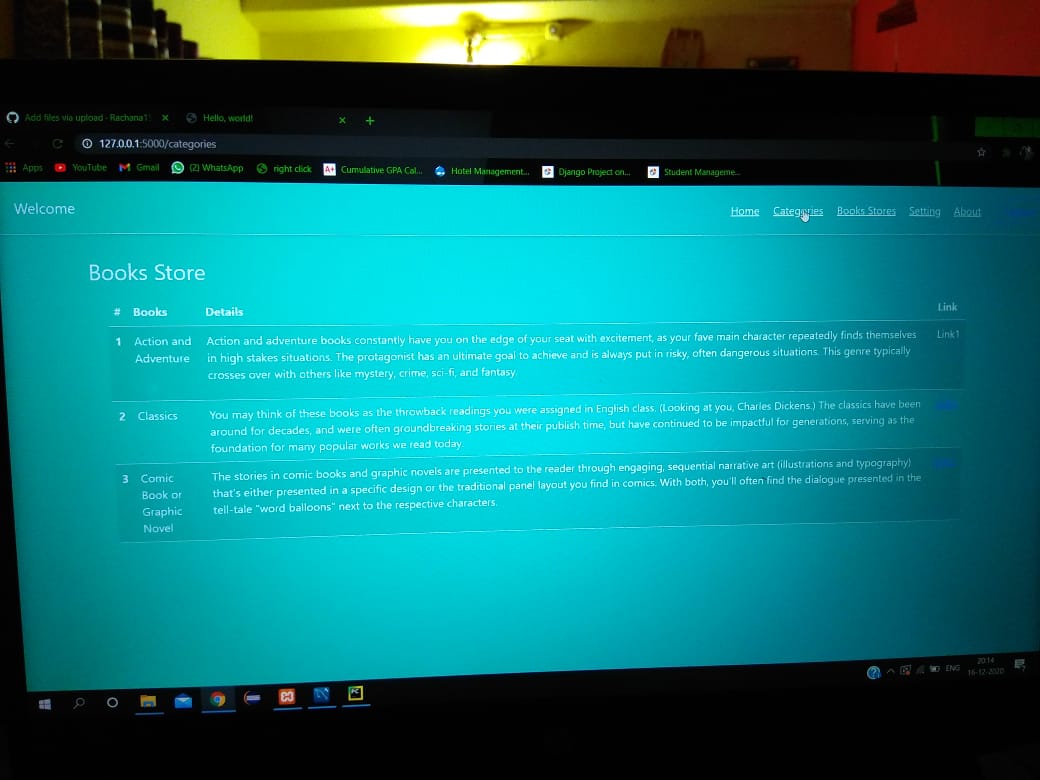 Add files via upload · Rachana1
Hello, world!
127.0.0.1:5000/categories
Apps
YouTube
Gmail
(2) WhatsApp
right click
A+
Cumulative GPA Cal...
Hotel Management...
Django Project on...
Student Manageme...
Welcome
Home
Categories
Books Stores
Setting
About
Books Store
# Books Details Link
1 Action and Adventure books constantly have you on the edge of your seat with excitement, as your fave main character repeatedly finds themselves Link1
Adventure in high stakes situations. The protagonist has an ultimate goal to achieve and is always put in risky, often dangerous situations. This genre typically
crosses over with others like mystery, crime, sci-fi, and fantasy.
2 Classics You may think of these books as the throwback readings you were assigned in English class. (Looking at you, Charles Dickens.) The classics have been
around for decades, and were often groundbreaking stories at their publish time, but have continued to be impactful for generations, serving as the
foundation for many popular works we read today.
3 Comic The stories in comic books and graphic novels are presented to the reader through engaging, sequential narrative art (illustrations and typography)
Book or that's either presented in a specific design or the traditional panel layout you find in comics. With both, you'll often find the dialogue presented in the
Graphic tell-tale "word balloons" next to the respective characters.
Novel
ENG
20:14
16-12-2020
PC